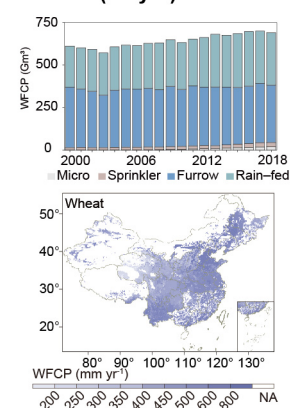 750
500
250
0
WFCP (Gm³)
2000 2006 2012 2018
Micro Sprinkler Furrow Rain–fed
Wheat
50°
40°
30°
20°
80° 90° 100° 110° 120° 130°
WFCP (mm yr⁻¹)
200 250 300 350 400 450 500 600 800 NA